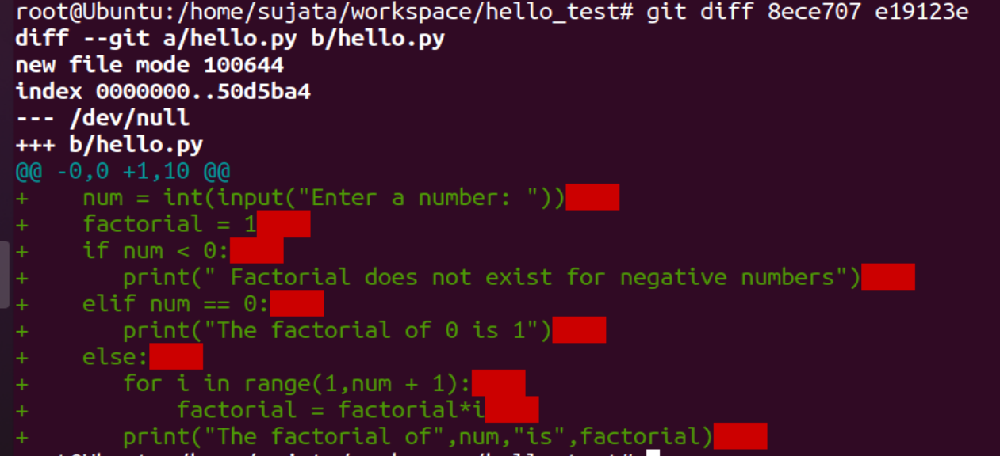 root@Ubuntu:/home/sujata/workspace/hello_test# git diff 8ece707 e19123e
diff --git a/hello.py b/hello.py
new file mode 100644
index 0000000..50d5ba4
--- /dev/null
+++ b/hello.py
@@ -0,0 +1,10 @@
+    num = int(input("Enter a number: "))
+    factorial = 1
+    if num < 0:
+       print(" Factorial does not exist for negative numbers")
+    elif num == 0:
+       print("The factorial of 0 is 1")
+    else:
+       for i in range(1,num + 1):
+           factorial = factorial*i
+       print("The factorial of",num,"is",factorial)